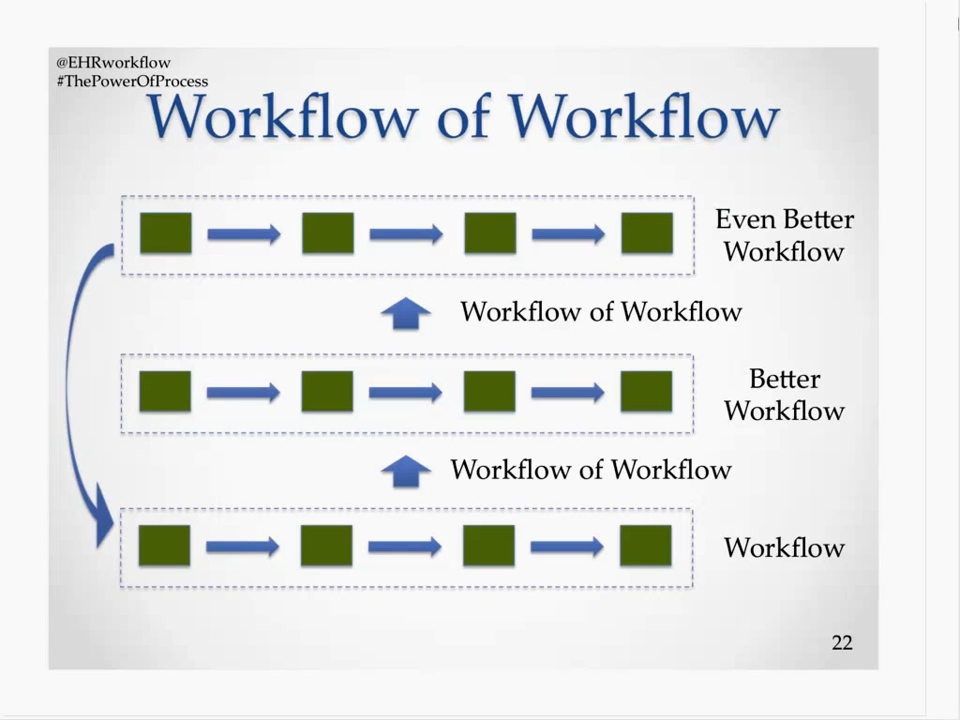 @EHRworkflow
#ThePowerOfProcess
Workflow of Workflow
Even Better
Workflow
Workflow of Workflow
Better
Workflow
Workflow of Workflow
Workflow
22